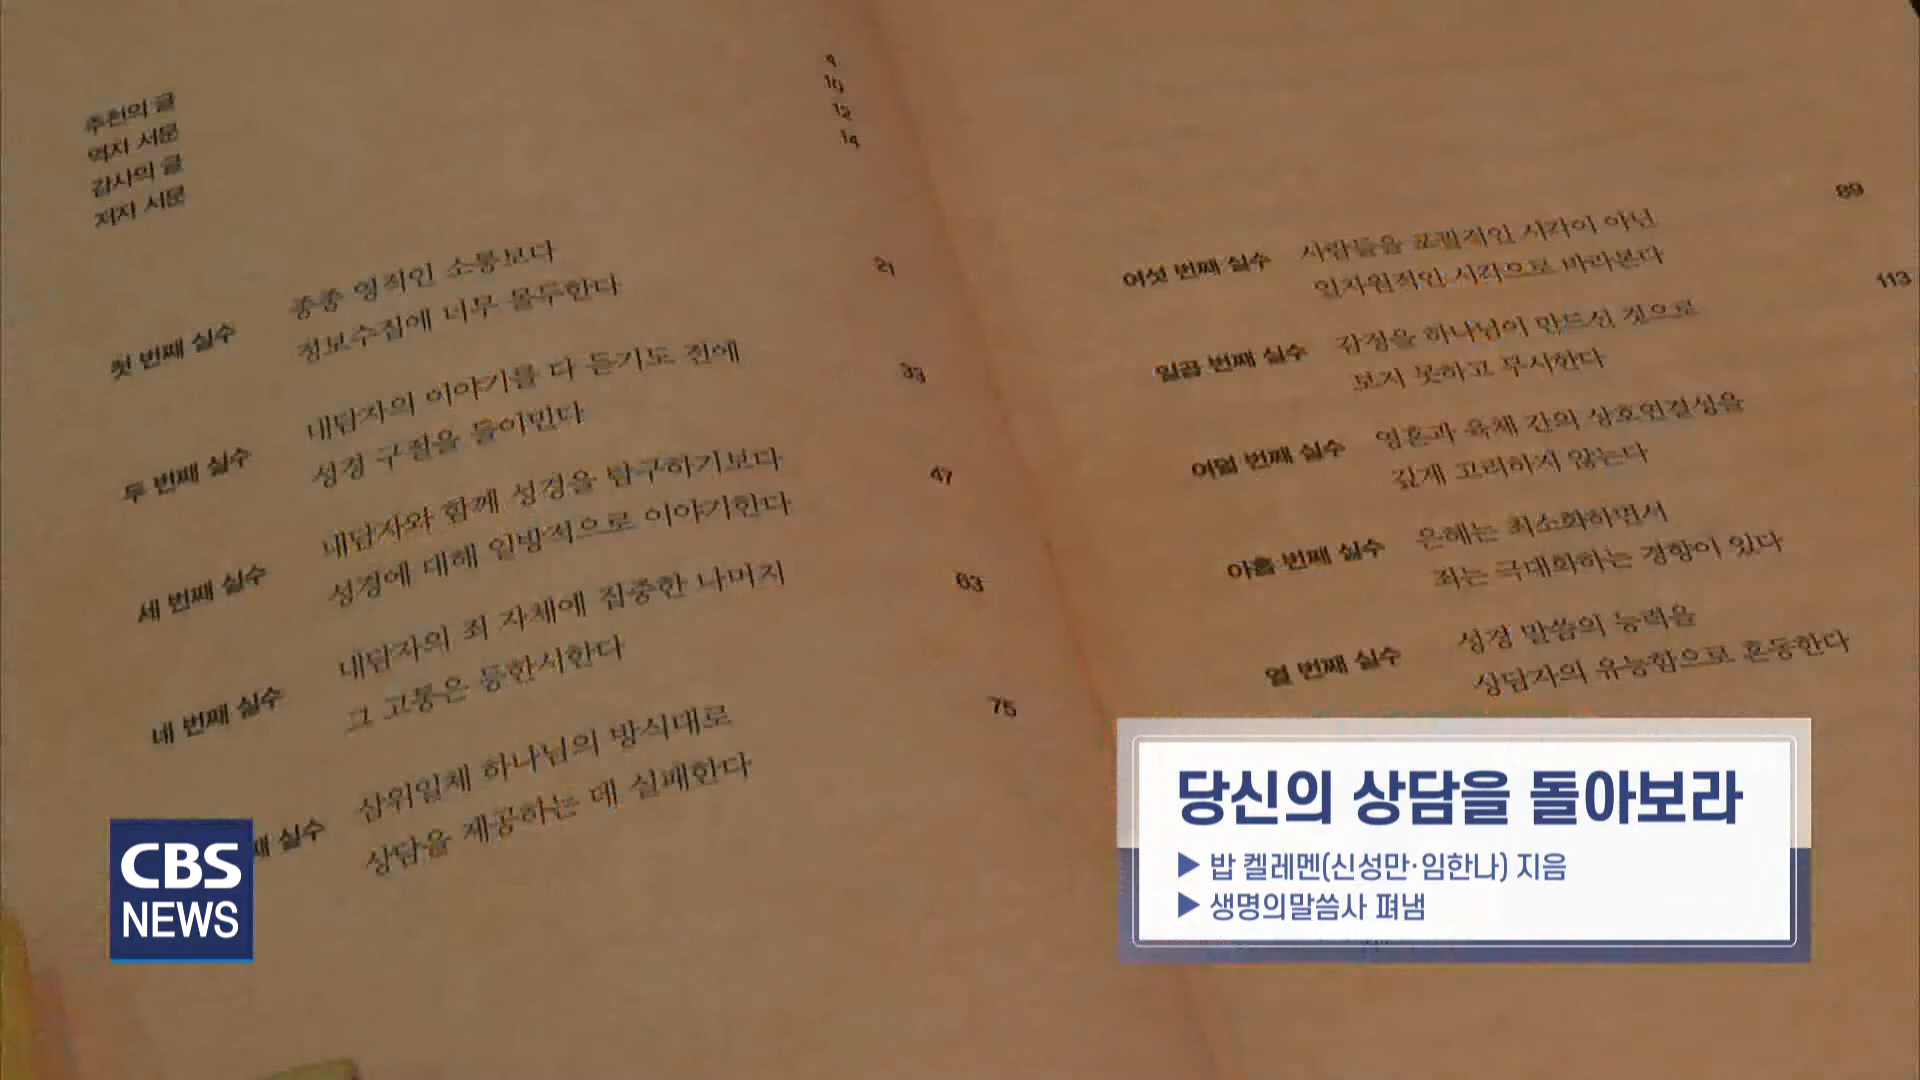 추천의 글 4
역자 서문 10
감사의 글 12
저자 서문 14
첫 번째 실수 종종 영적인 소통보다 21
정보수집에 너무 몰두한다
두 번째 실수 내담자의 이야기를 다 듣기도 전에 33
성경 구절을 들이민다
세 번째 실수 내담자와 함께 성경을 탐구하기보다 47
성경에 대해 일방적으로 이야기한다
네 번째 실수 내담자의 죄 자체에 집중한 나머지 63
그 고통은 등한시한다
째 실수 삼위일체 하나님의 방식대로 75
상담을 제공하는 데 실패한다
여섯 번째 실수 사람들을 포괄적인 시각이 아닌 89
일차원적인 시각으로 바라본다
일곱 번째 실수 감정을 하나님이 만드신 것으로 113
보지 못하고 무시한다
여덟 번째 실수 영혼과 육체 간의 상호연결성을
깊게 고려하지 않는다
아홉 번째 실수 은혜는 최소화하면서
죄는 극대화하는 경향이 있다
열 번째 실수 성경 말씀의 능력을
상담자의 유능함으로 혼동한다
당신의 상담을 돌아보라
▶ 밥 켈레멘(신성만·임한나) 지음
▶ 생명의말씀사 펴냄
CBS
NEWS